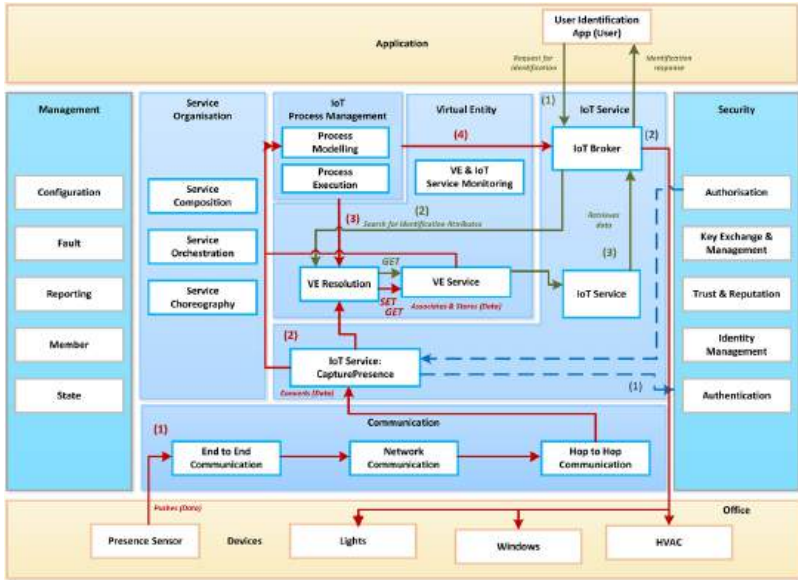 User Identification
App (User)
Application
Request for
identification
Identification
response
Management
Service
Organisation
IoT
Process Management
Virtual Entity
IoT Service
Security
(1)
Process
Modelling
(4)
IoT Broker
(2)
VE & IoT
Service Monitoring
Process
Execution
Configuration
Service
Composition
Authorisation
(3)
(2)
Search for Identification Attributes
Retrieves
data
Fault
Service
Orchestration
Key Exchange &
Management
(3)
GET
VE Resolution
VE Service
IoT Service
Reporting
Service
Choreography
Trust & Reputation
SET
GET
Associates & Stores (Data)
Member
(2)
IoT Service:
CapturePresence
Identity
Management
State
Converts (Data)
(1)
Authentication
Communication
(1)
End to End
Communication
Network
Communication
Hop to Hop
Communication
Pushes (Data)
Office
Presence Sensor
Devices
Lights
Windows
HVAC